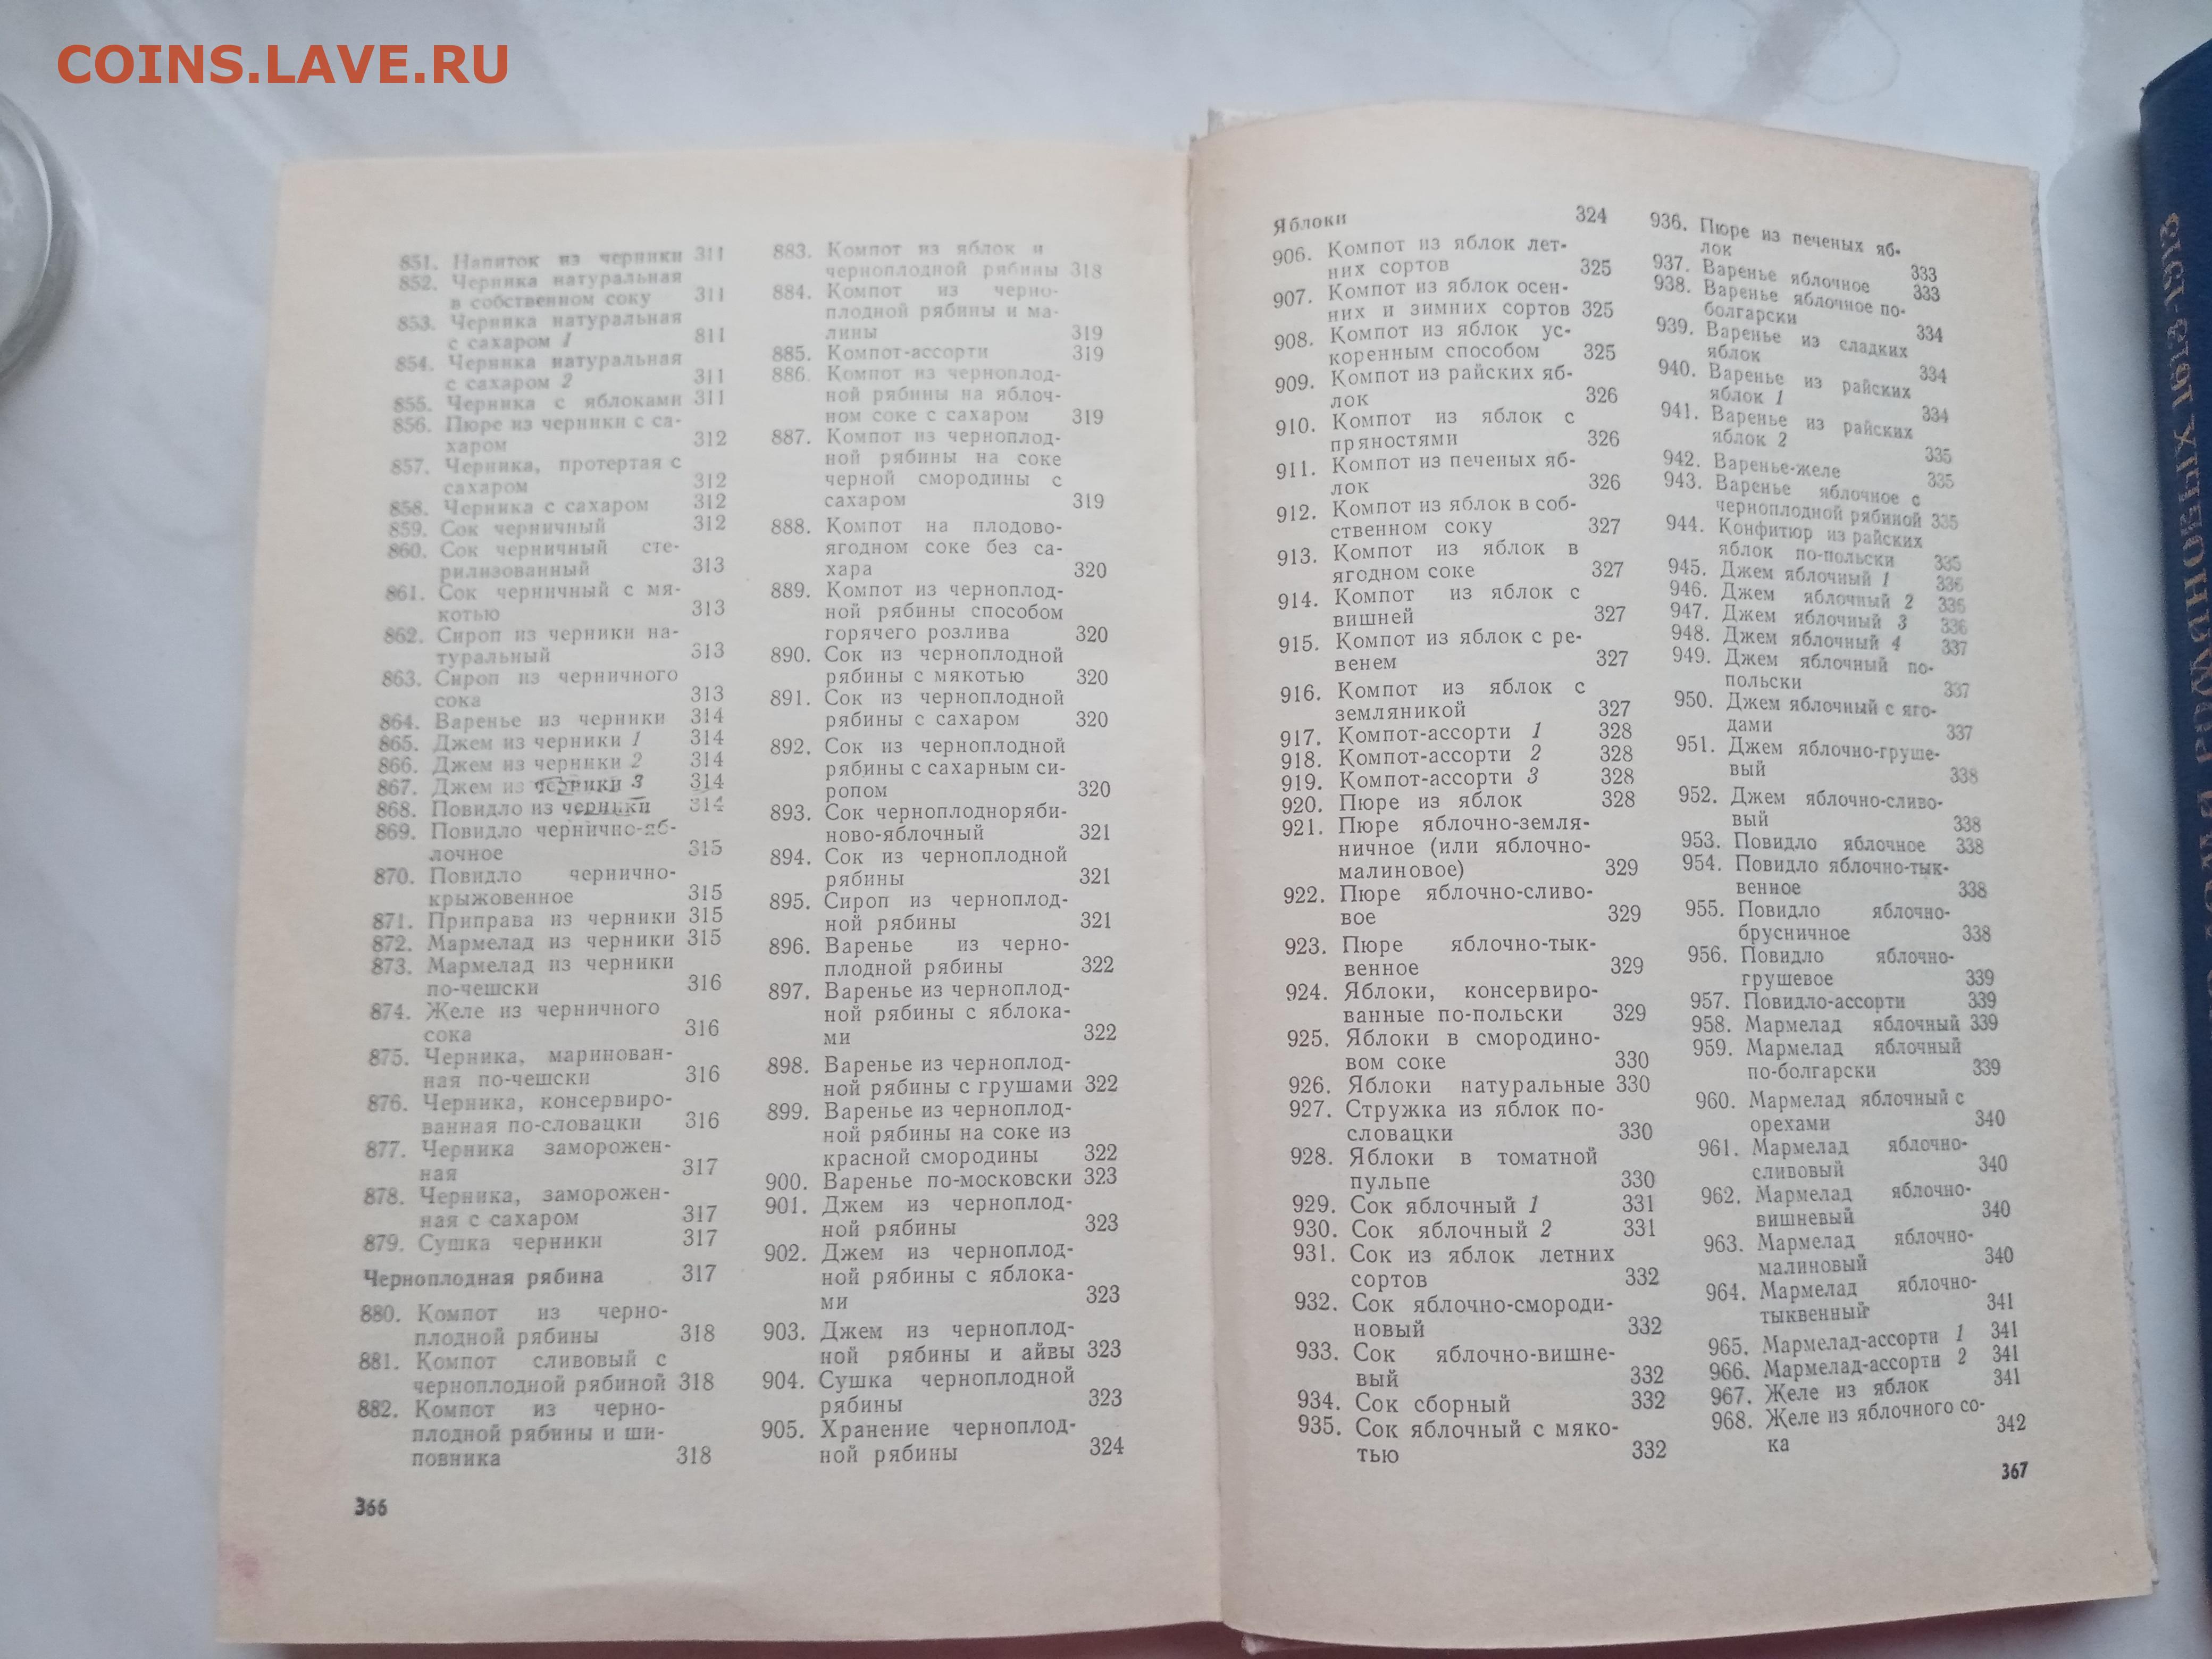 COINS.LAVE.RU
851. Напиток из черники 311
852. Черника натуральная
в собственном соку 311
853. Черника натуральная
с сахаром 1 811
854. Черника натуральная
с сахаром 2 311
855. Черника с яблоками 311
856. Пюре из черники с са-
харом 312
857. Черника, протертая с
сахаром 312
858. Черника с сахаром 312
859. Сок черничный 312
860. Сок черничный сте-
рилизованный 313
861. Сок черничный с мя-
котью 313
862. Сироп из черники на-
туральный 313
863. Сироп из черничного
сока 313
864. Варенье из черники 314
865. Джем из черники 1 314
866. Джем из черники 2 314
867. Джем из черники 3 314
868. Повидло из черники 314
869. Повидло чернично-яб-
лочное 315
870. Повидло чернично-
крыжовенное 315
871. Приправа из черники 315
872. Мармелад из черники 315
873. Мармелад из черники
по-чешски 316
874. Желе из черничного
сока 316
875. Черника, маринован-
ная по-чешски 316
876. Черника, консервиро-
ванная по-словацки 316
877. Черника заморожен-
ная 317
878. Черника, заморожен-
ная с сахаром 317
879. Сушка черники 317
Черноплодная рябина 317
880. Компот из черно-
плодной рябины 318
881. Компот сливовый с
черноплодной рябиной 318
882. Компот из черно-
плодной рябины и ши-
повника 318
366
883. Компот из яблок и
черноплодной рябины 318
884. Компот из черно-
плодной рябины и ма-
лины 319
885. Компот-ассорти 319
886. Компот из черноплод-
ной рябины на яблоч-
ном соке с сахаром 319
887. Компот из черноплод-
ной рябины на соке
черной смородины с
сахаром 319
888. Компот на плодово-
ягодном соке без са-
хара 320
889. Компот из черноплод-
ной рябины способом
горячего розлива 320
890. Сок из черноплодной
рябины с мякотью 320
891. Сок из черноплодной
рябины с сахаром 320
892. Сок из черноплодной
рябины с сахарным си-
ропом 320
893. Сок черноплоднорябин-
ново-яблочный 321
894. Сок из черноплодной
рябины 321
895. Сироп из черноплод-
ной рябины 321
896. Варенье из черно-
плодной рябины 322
897. Варенье из черноплод-
ной рябины с яблока-
ми 322
898. Варенье из черноплод-
ной рябины с грушами 322
899. Варенье из черноплод-
ной рябины на соке из
красной смородины 322
900. Варенье по-московски 323
901. Джем из черноплод-
ной рябины 323
902. Джем из черноплод-
ной рябины с яблока-
ми 323
903. Джем из черноплод-
ной рябины и айвы 323
904. Сушка черноплодной
рябины 323
905. Хранение черноплод-
ной рябины 324
Яблоки 324
906. Компот из яблок лет-
них сортов 325
907. Компот из яблок осен-
них и зимних сортов 325
908. Компот из яблок ус-
коренным способом 325
909. Компот из райских яб-
лок 326
910. Компот из яблок с
пряностями 326
911. Компот из печеных яб-
лок 326
912. Компот из яблок в соб-
ственном соку 327
913. Компот из яблок в
ягодном соке 327
914. Компот из яблок с
вишней 327
915. Компот из яблок с ре-
венем 327
916. Компот из яблок с
земляникой 327
917. Компот-ассорти 1 328
918. Компот-ассорти 2 328
919. Компот-ассорти 3 328
920. Пюре из яблок 328
921. Пюре яблочно-земля-
ничное (или яблочно-
малиновое) 329
922. Пюре яблочно-сливо-
вое 329
923. Пюре яблочно-тык-
венное 329
924. Яблоки, консервиро-
ванные по-польски 329
925. Яблоки в смородино-
вом соке 330
926. Яблоки натуральные 330
927. Стружка из яблок по-
словацки 330
928. Яблоки в томатной
пульпе 330
929. Сок яблочный 1 331
930. Сок яблочный 2 331
931. Сок из яблок летних
сортов 332
932. Сок яблочно-смороди-
новый 332
933. Сок яблочно-вишне-
вый 332
934. Сок сборный 332
935. Сок яблочный с мяко-
тью 332
936. Пюре из печеных яб-
лок 333
937. Варенье яблочное 333
938. Варенье яблочное по-
болгарски 334
939. Варенье из сладких
яблок 334
940. Варенье из райских
яблок 1 334
941. Варенье из райских
яблок 2 335
942. Варенье-желе 335
943. Варенье яблочное с
черноплодной рябиной 335
944. Конфитюр из райских
яблок по-польски 335
945. Джем яблочный 1 336
946. Джем яблочный 2 336
947. Джем яблочный 3 336
948. Джем яблочный 4 337
949. Джем яблочный по-
польски 337
950. Джем яблочный с яго-
дами 337
951. Джем яблочно-груше-
вый 338
952. Джем яблочно-сливо-
вый 338
953. Повидло яблочное 338
954. Повидло яблочно-тык-
венное 338
955. Повидло яблочно-
брусничное 338
956. Повидло яблочно-
грушевое 339
957. Повидло-ассорти 339
958. Мармелад яблочный 339
959. Мармелад яблочный
по-болгарски 339
960. Мармелад яблочный с
орехами 340
961. Мармелад яблочно-
сливовый 340
962. Мармелад яблочно-
вишневый 340
963. Мармелад яблочно-
малиновый 340
964. Мармелад яблочно-
тыквенный 341
965. Мармелад-ассорти 1 341
966. Мармелад-ассорти 2 341
967. Желе из яблок 341
968. Желе из яблочного со-
ка 342
367